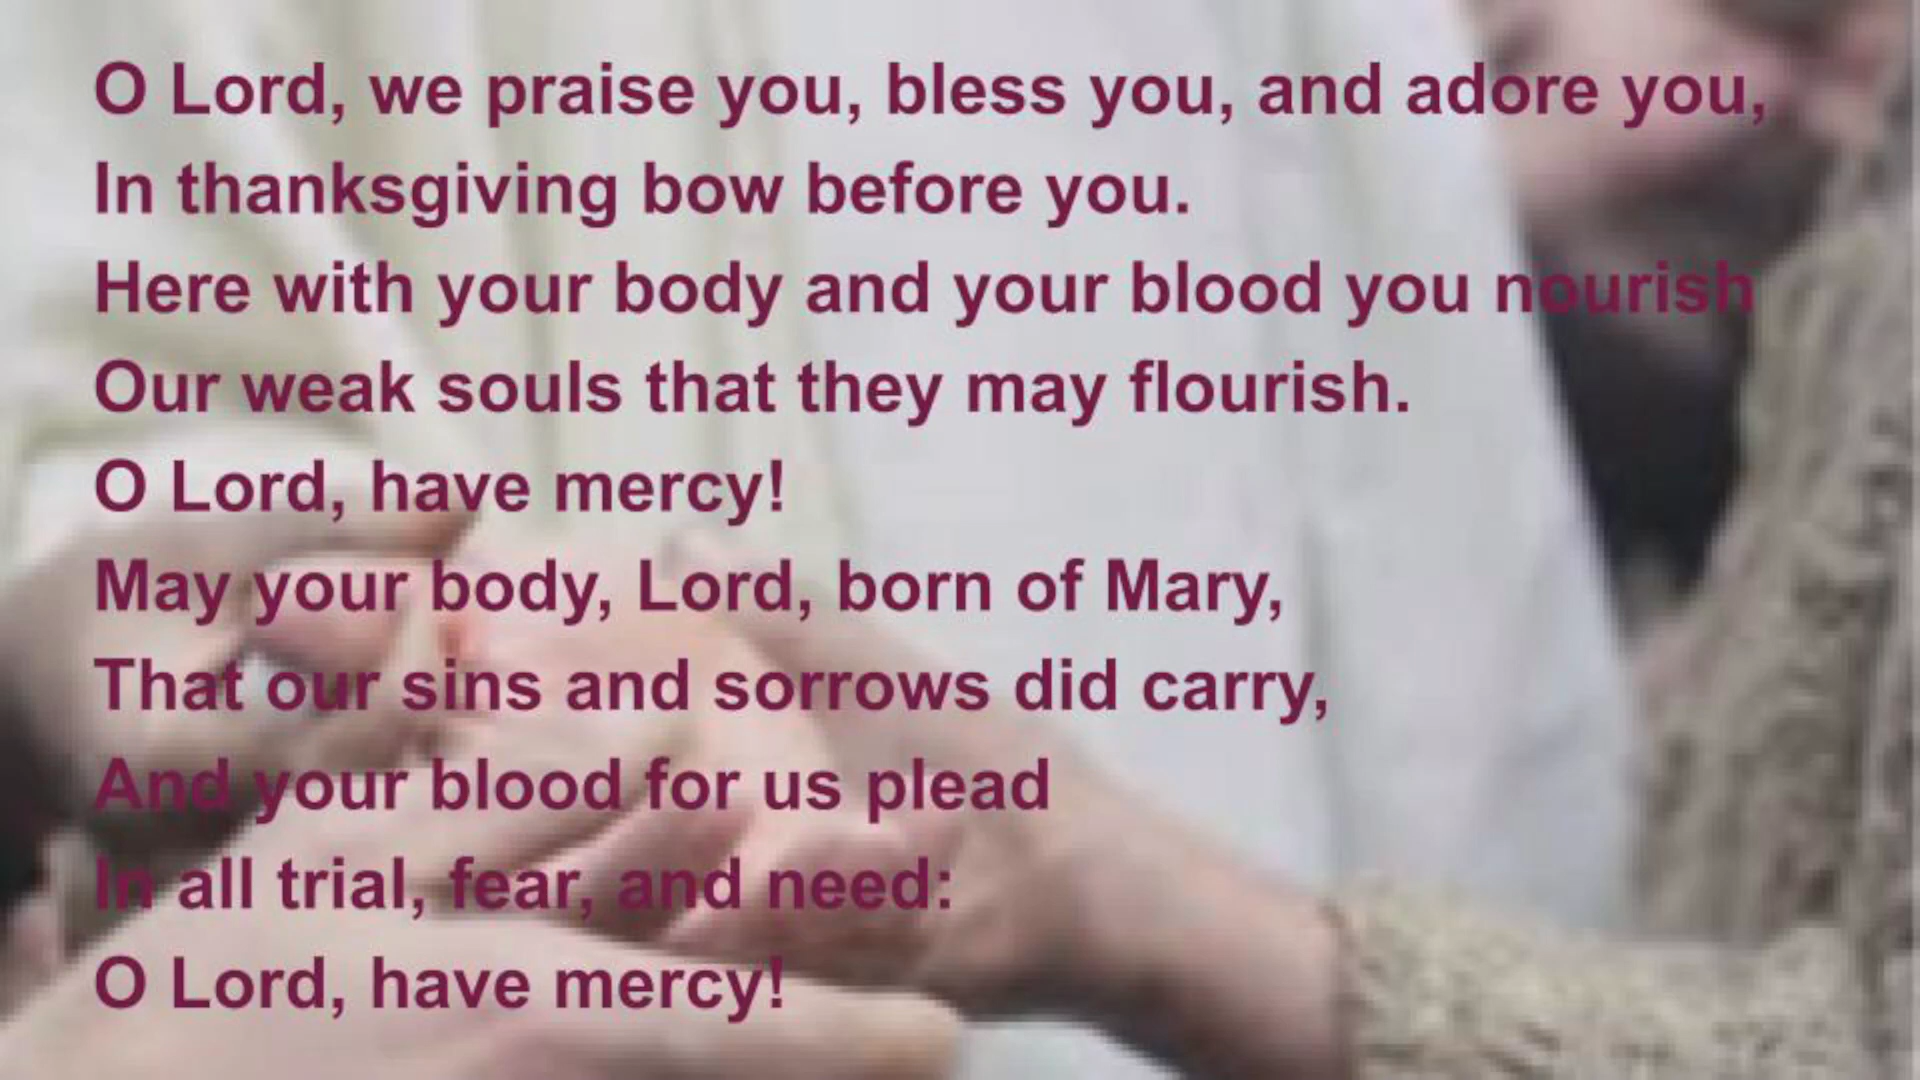 O Lord, we praise you, bless you, and adore you,
In thanksgiving bow before you.
Here with your body and your blood you nourish
Our weak souls that they may flourish.
O Lord, have mercy!
May your body, Lord, born of Mary,
That our sins and sorrows did carry,
And your blood for us plead
In all trial, fear, and need:
O Lord, have mercy!